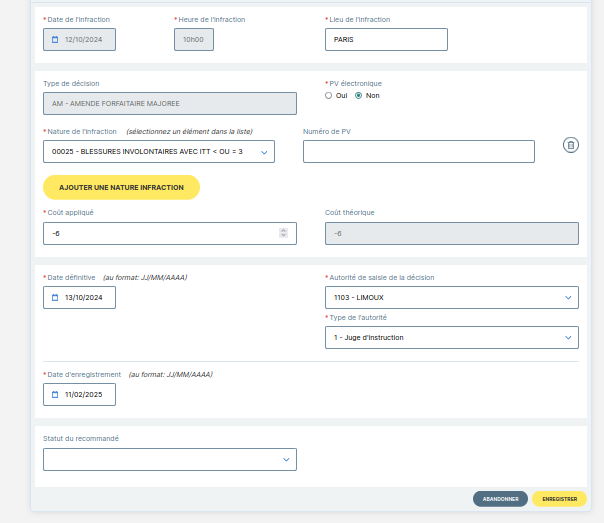 * Date de l'infraction
* Heure de l'infraction
* Lieu de l'infraction
12/10/2024
10h00
PARIS
Type de décision
* PV électronique
AM - AMENDE FORFAITAIRE MAJOREE
Oui
Non
* Nature de l'infraction (sélectionnez un élément dans la liste)
Numéro de PV
00025 - BLESSURES INVOLONTAIRES AVEC ITT < OU = 3
AJOUTER UNE NATURE INFRACTION
* Coût appliqué
Coût théorique
-6
-6
* Date définitive (au format: JJ/MM/AAAA)
* Autorité de saisie de la décision
13/10/2024
1103 - LIMOUX
* Type de l'autorité
1 - Juge d'instruction
* Date d'enregistrement (au format: JJ/MM/AAAA)
11/02/2025
Statut du recommandé
ABANDONNER
ENREGISTRER